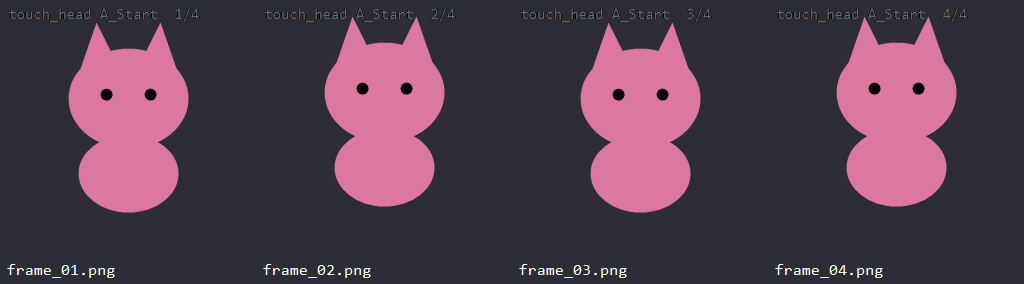 touch_head A_Start 1/4
touch_head A_Start 2/4
touch_head A_Start 3/4
touch_head A_Start 4/4
frame_01.png
frame_02.png
frame_03.png
frame_04.png